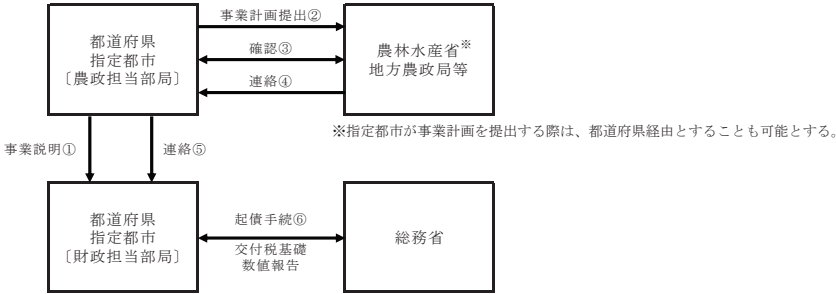 都道府県
指定都市
〔農政担当部局〕
事業計画提出②
確認③
連絡④
農林水産省※
地方農政局等
※指定都市が事業計画を提出する際は、都道府県経由とすることも可能とする。
事業説明①
連絡⑤
都道府県
指定都市
〔財政担当部局〕
起債手続⑥
交付税基礎
数値報告
総務省